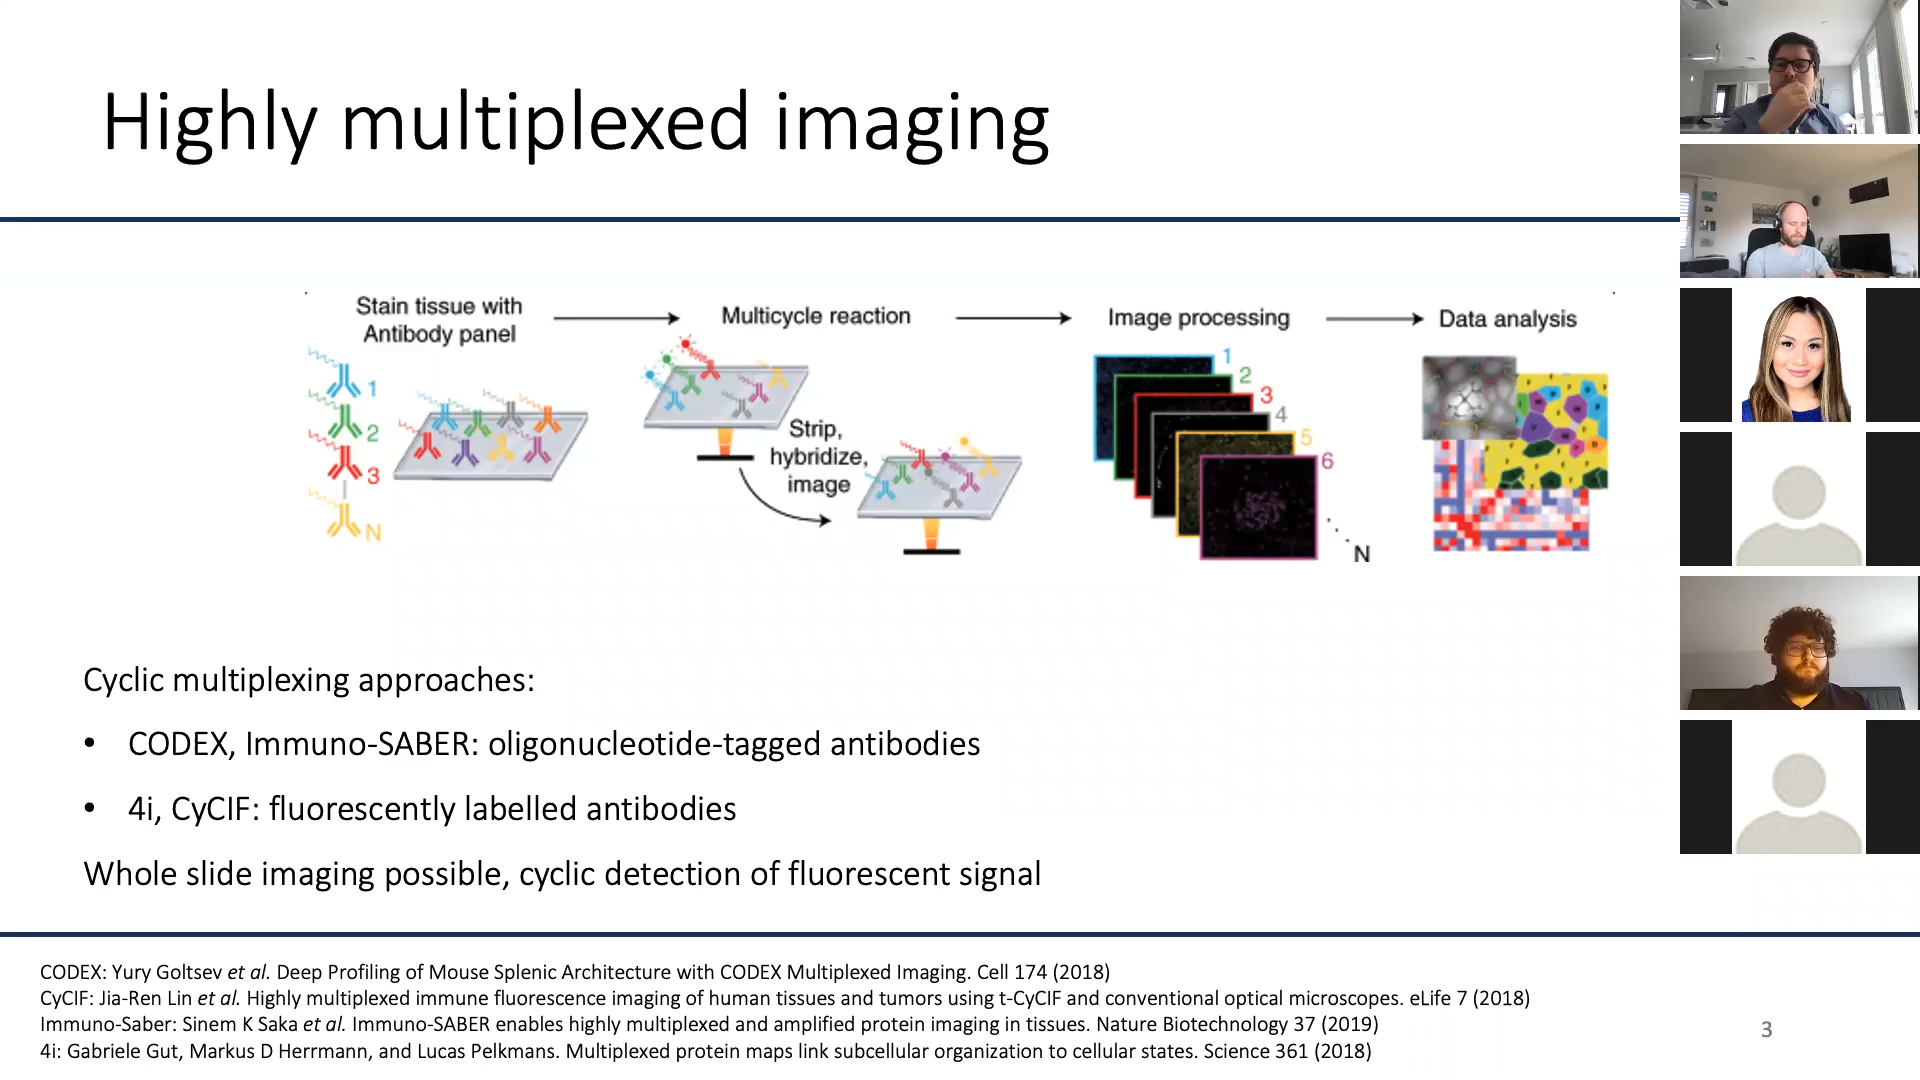 Highly multiplexed imaging
Stain tissue with
Antibody panel
Multicycle reaction
Image processing
Data analysis
1
2
3
N
Strip,
hybridize,
image
1
2
3
4
5
6
N
Cyclic multiplexing approaches:
• CODEX, Immuno-SABER: oligonucleotide-tagged antibodies
• 4i, CyCIF: fluorescently labelled antibodies
Whole slide imaging possible, cyclic detection of fluorescent signal
CODEX: Yury Goltsev et al. Deep Profiling of Mouse Splenic Architecture with CODEX Multiplexed Imaging. Cell 174 (2018)
CyCIF: Jia-Ren Lin et al. Highly multiplexed immune fluorescence imaging of human tissues and tumors using t-CyCIF and conventional optical microscopes. eLife 7 (2018)
Immuno-Saber: Sinem K Saka et al. Immuno-SABER enables highly multiplexed and amplified protein imaging in tissues. Nature Biotechnology 37 (2019)
4i: Gabriele Gut, Markus D Herrmann, and Lucas Pelkmans. Multiplexed protein maps link subcellular organization to cellular states. Science 361 (2018)
3